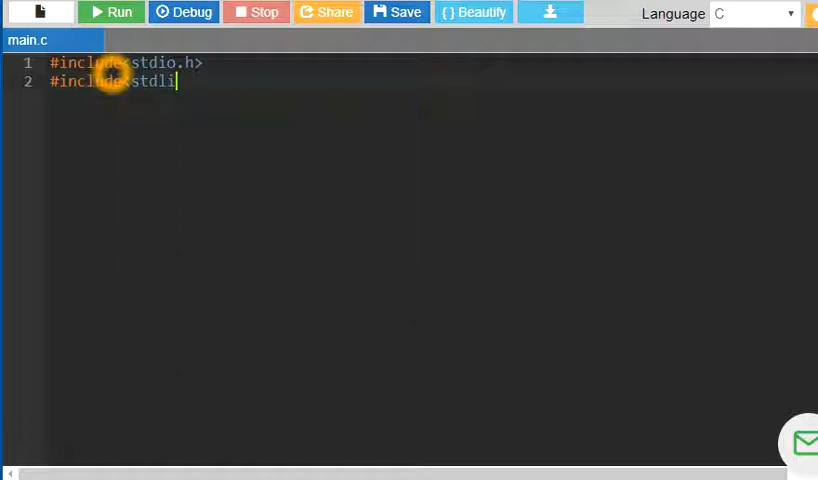 Run Debug Stop Share Save { } Beautify Language C
main.c
1 #include<stdio.h>
2 #include<stdli